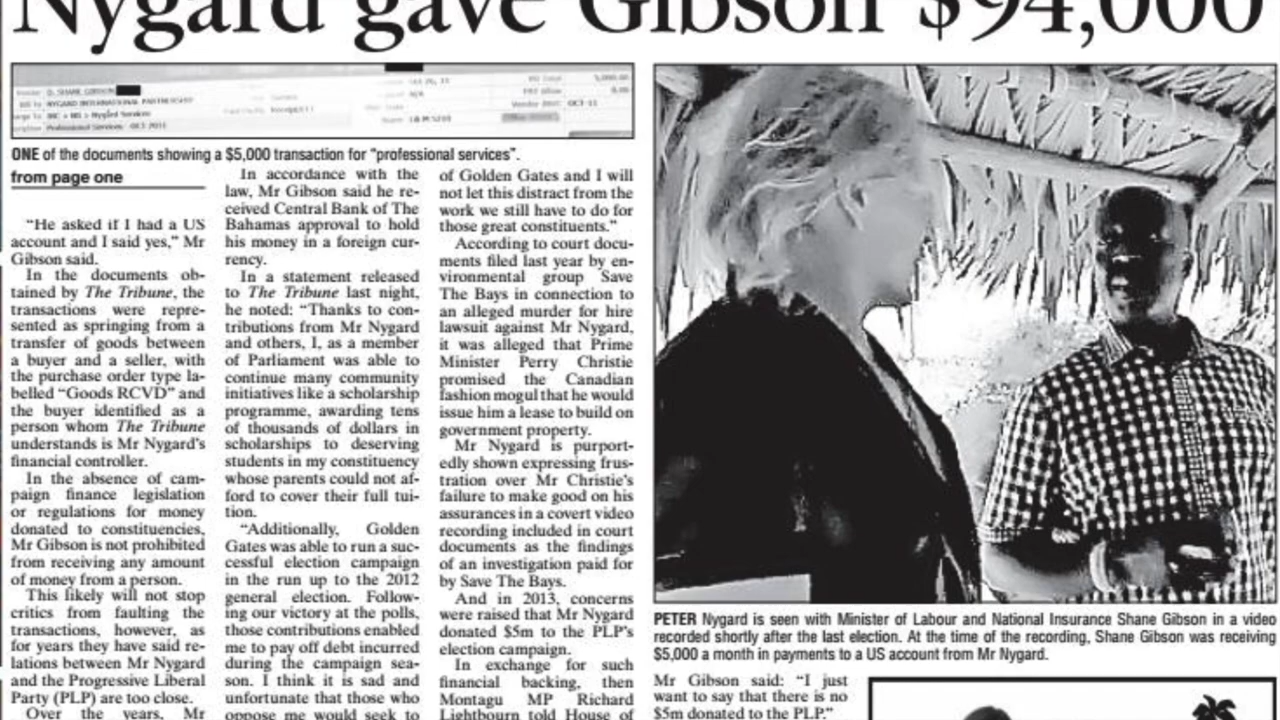 Nygard gave Gibson $94,000
D. SHANE GIBSON
NYGARD INTERNATIONAL PARTNERSHIP
Professional Services OCT 2011
ONE of the documents showing a $5,000 transaction for “professional services”.
from page one
“He asked if I had a US
account and I said yes,” Mr
Gibson said.
In the documents ob-
tained by The Tribune, the
transactions were repre-
sented as springing from a
transfer of goods between
a buyer and a seller, with
the purchase order type la-
belled “Goods RCVD” and
the buyer identified as a
person whom The Tribune
understands is Mr Nygard’s
financial controller.
In the absence of cam-
paign finance legislation
or regulations for money
donated to constituencies,
Mr Gibson is not prohibited
from receiving any amount
of money from a person.
This likely will not stop
critics from faulting the
transactions, however, as
for years they have said re-
lations between Mr Nygard
and the Progressive Liberal
Party (PLP) are too close.
Over the years, Mr
In accordance with the
law, Mr Gibson said he re-
ceived Central Bank of The
Bahamas approval to hold
his money in a foreign cur-
rency.
In a statement released
to The Tribune last night,
he noted: “Thanks to con-
tributions from Mr Nygard
and others, I, as a member
of Parliament was able to
continue many community
initiatives like a scholarship
programme, awarding tens
of thousands of dollars in
scholarships to deserving
students in my constituency
whose parents could not af-
ford to cover their full tui-
tion.
“Additionally, Golden
Gates was able to run a suc-
cessful election campaign
in the run up to the 2012
general election. Follow-
ing our victory at the polls,
those contributions enabled
me to pay off debt incurred
during the campaign sea-
son. I think it is sad and
unfortunate that those who
oppose me would seek to
of Golden Gates and I will
not let this distract from the
work we still have to do for
those great constituents.”
According to court docu-
ments filed last year by en-
vironmental group Save
The Bays in connection to
an alleged murder for hire
lawsuit against Mr Nygard,
it was alleged that Prime
Minister Perry Christie
promised the Canadian
fashion mogul that he would
issue him a lease to build on
government property.
Mr Nygard is purport-
edly shown expressing frus-
tration over Mr Christie’s
failure to make good on his
assurances in a covert video
recording included in court
documents as the findings
of an investigation paid for
by Save The Bays.
And in 2013, concerns
were raised that Mr Nygard
donated $5m to the PLP’s
election campaign.
In exchange for such
financial backing, then
Montagu MP Richard
Lightbourn told House of
PETER Nygard is seen with Minister of Labour and National Insurance Shane Gibson in a video
recorded shortly after the last election. At the time of the recording, Shane Gibson was receiving
$5,000 a month in payments to a US account from Mr Nygard.
Mr Gibson said: “I just
want to say that there is no
$5m donated to the PLP.”